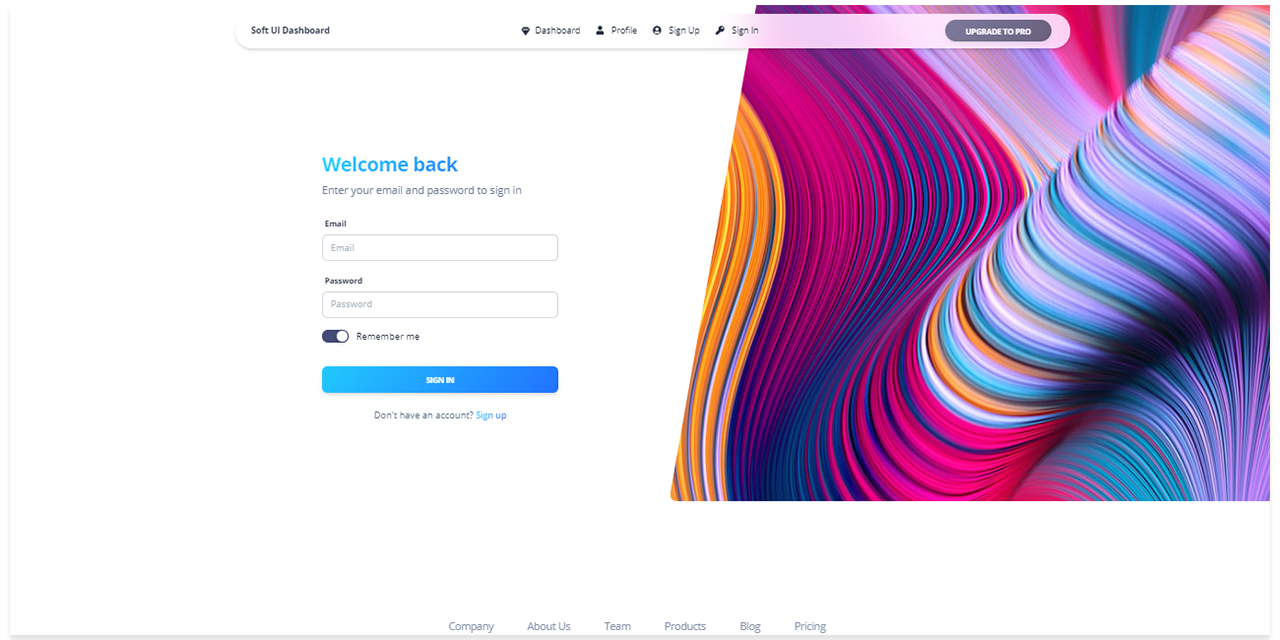 Soft UI Dashboard Dashboard Profile Sign Up Sign In UPGRADE TO PRO
Welcome back
Enter your email and password to sign in
Email
Email
Password
Password
Remember me
SIGN IN
Don't have an account? Sign up
Company About Us Team Products Blog Pricing